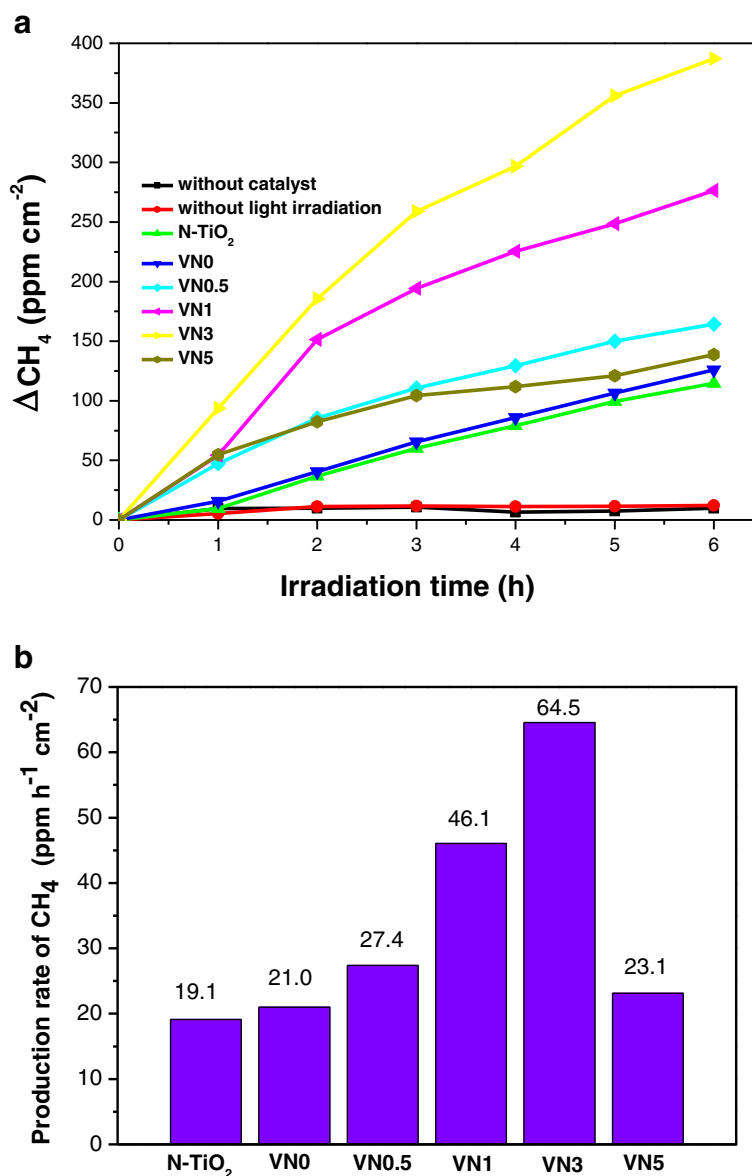 a
400
350
300
250
200
150
100
50
0
ΔCH₄ (ppm cm⁻²)
without catalyst
without light irradiation
N-TiO₂
VN0
VN0.5
VN1
VN3
VN5
0 1 2 3 4 5 6
Irradiation time (h)
b
70
60
50
40
30
20
10
0
Production rate of CH₄ (ppm h⁻¹ cm⁻²)
19.1
21.0
27.4
46.1
64.5
23.1
N-TiO₂ VN0 VN0.5 VN1 VN3 VN5